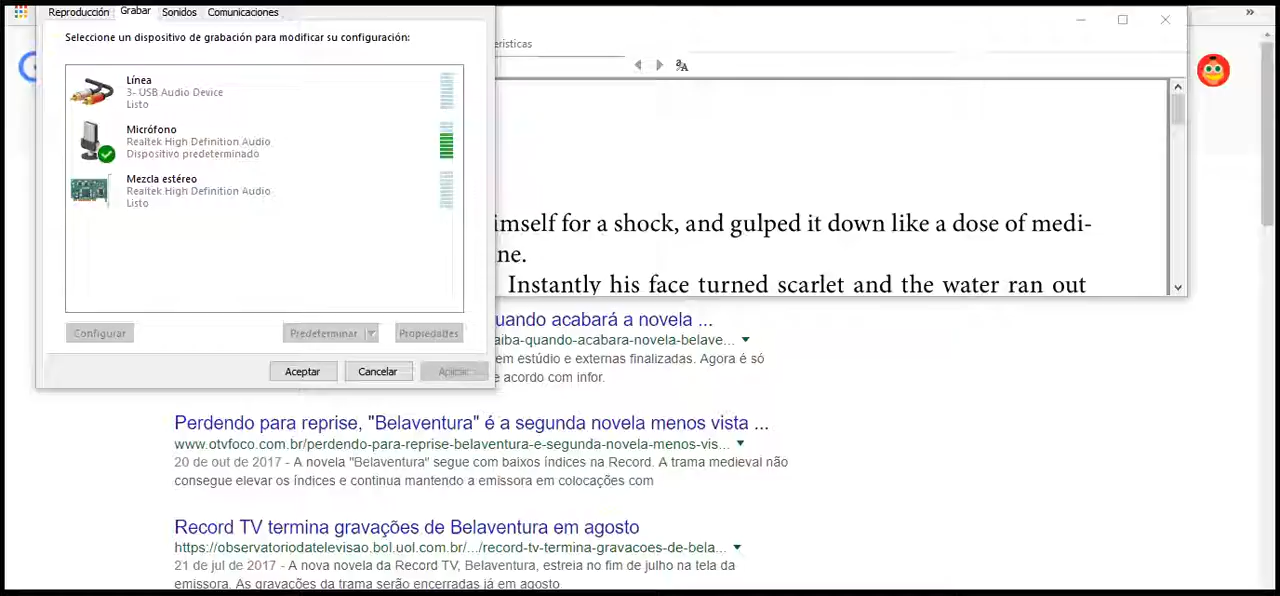 Reproducción Grabar Sonidos Comunicaciones
Seleccione un dispositivo de grabación para modificar su configuración:
Línea
3- USB Audio Device
Listo
Micrófono
Realtek High Definition Audio
Dispositivo predeterminado
Mezcla estéreo
Realtek High Definition Audio
Listo
Configurar Predeterminar Propiedades
Aceptar Cancelar Aplicar
erísticas
imself for a shock, and gulped it down like a dose of medi-
ne.
Instantly his face turned scarlet and the water ran out
uando acabará a novela ...
aiba-quando-acabara-novela-belave...
em estúdio e externas finalizadas. Agora é só
e acordo com infor.
Perdendo para reprise, "Belaventura" é a segunda novela menos vista ...
www.otvfoco.com.br/perdendo-para-reprise-belaventura-e-segunda-novela-menos-vis...
20 de out de 2017 - A novela "Belaventura" segue com baixos índices na Record. A trama medieval não
consegue elevar os índices e continua mantendo a emissora em colocações com
Record TV termina gravações de Belaventura em agosto
https://observatoriodatelevisao.bol.uol.com.br/.../record-tv-termina-gravacoes-de-bela...
21 de jul de 2017 - A nova novela da Record TV, Belaventura, estreia no fim de julho na tela da
emissora. As gravações da trama serão encerradas já em agosto